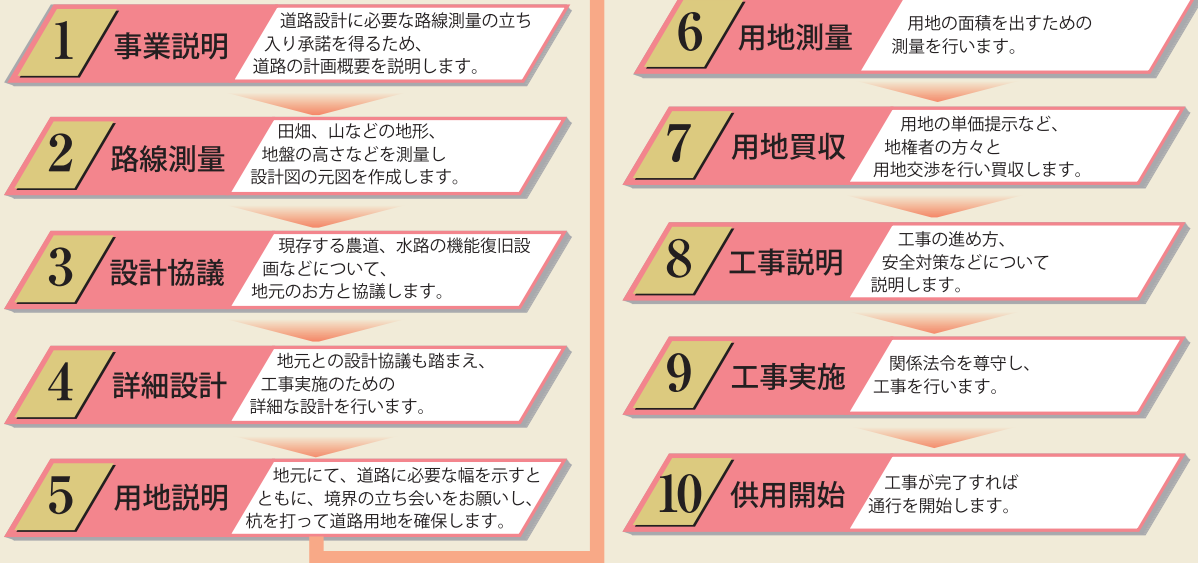 1
事業説明
道路設計に必要な路線測量の立ち
入り承諾を得るため、
道路の計画概要を説明します。
2
路線測量
田畑、山などの地形、
地盤の高さなどを測量し
設計図の元図を作成します。
3
設計協議
現存する農道、水路の機能復旧設
画などについて、
地元のお方と協議します。
4
詳細設計
地元との設計協議も踏まえ、
工事実施のための
詳細な設計を行います。
5
用地説明
地元にて、道路に必要な幅を示すと
ともに、境界の立ち会いをお願いし、
杭を打って道路用地を確保します。
6
用地測量
用地の面積を出すための
測量を行います。
7
用地買収
用地の単価提示など、
地権者の方々と
用地交渉を行い買収します。
8
工事説明
工事の進め方、
安全対策などについて
説明します。
9
工事実施
関係法令を尊守し、
工事を行います。
10
供用開始
工事が完了すれば
通行を開始します。